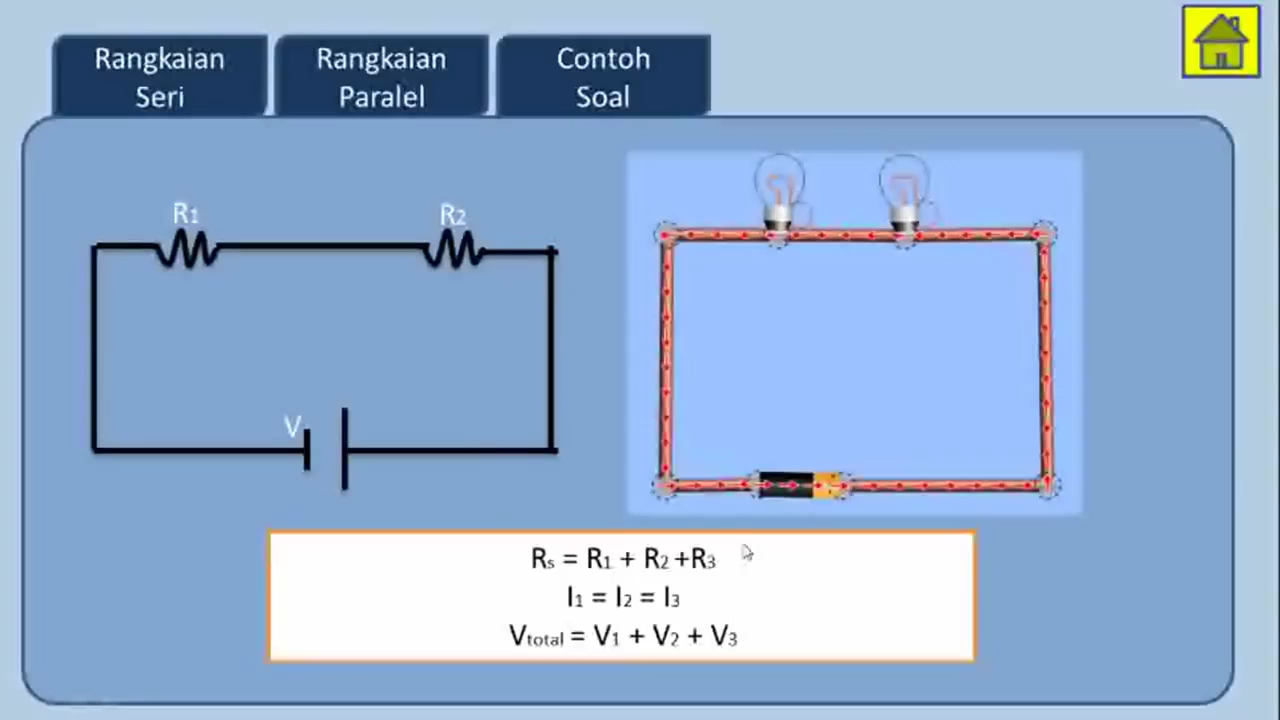 Rangkaian
Seri
Rangkaian
Paralel
Contoh
Soal
R1
R2
V
Rs = R1 + R2 +R3
I1 = I2 = I3
Vtotal = V1 + V2 + V3